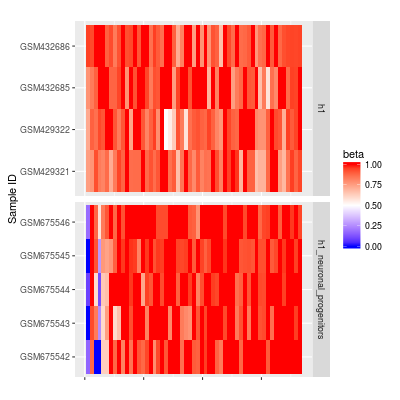 GSM432686
GSM432685
GSM429322
GSM429321
h1
GSM675546
GSM675545
GSM675544
GSM675543
GSM675542
h1_neuronal_progenitors
Sample ID
beta
1.00
0.75
0.50
0.25
0.00